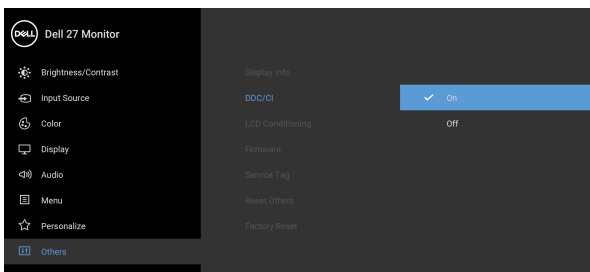 DELL Dell 27 Monitor
Brightness/Contrast
Input Source
Color
Display
Audio
Menu
Personalize
Others
Display Info
DDC/CI
LCD Conditioning
Firmware
Service Tag
Reset Others
Factory Reset
On
Off